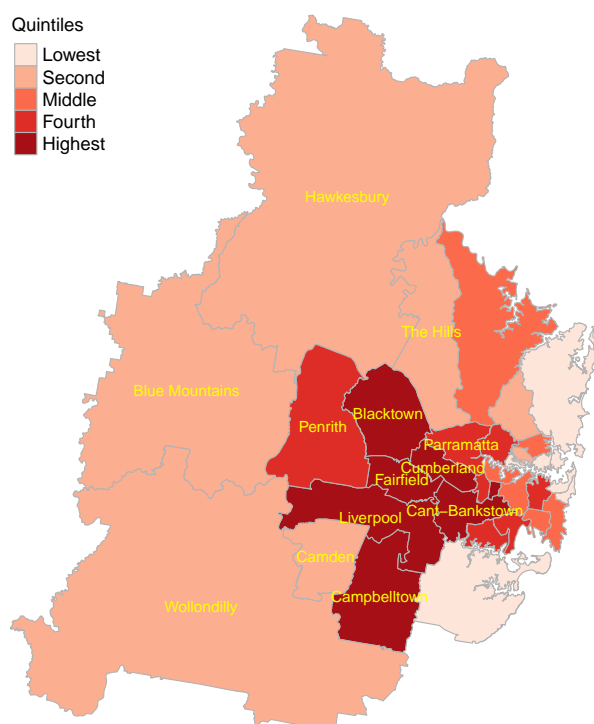 Quintiles
Lowest
Second
Middle
Fourth
Highest
Hawkesbury
The Hills
Blue Mountains
Blacktown
Penrith
Parramatta
Cumberland
Fairfield
Cant–Bankstown
Liverpool
Camden
Campbelltown
Wollondilly